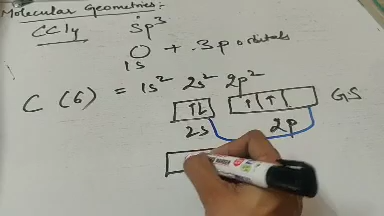 Molecular Geometries:-
CCl4 sp³
1s + 3p orbitals
C (6) = 1s² 2s² 2p²
↑↓ ↑ ↑ GS
2s 2p